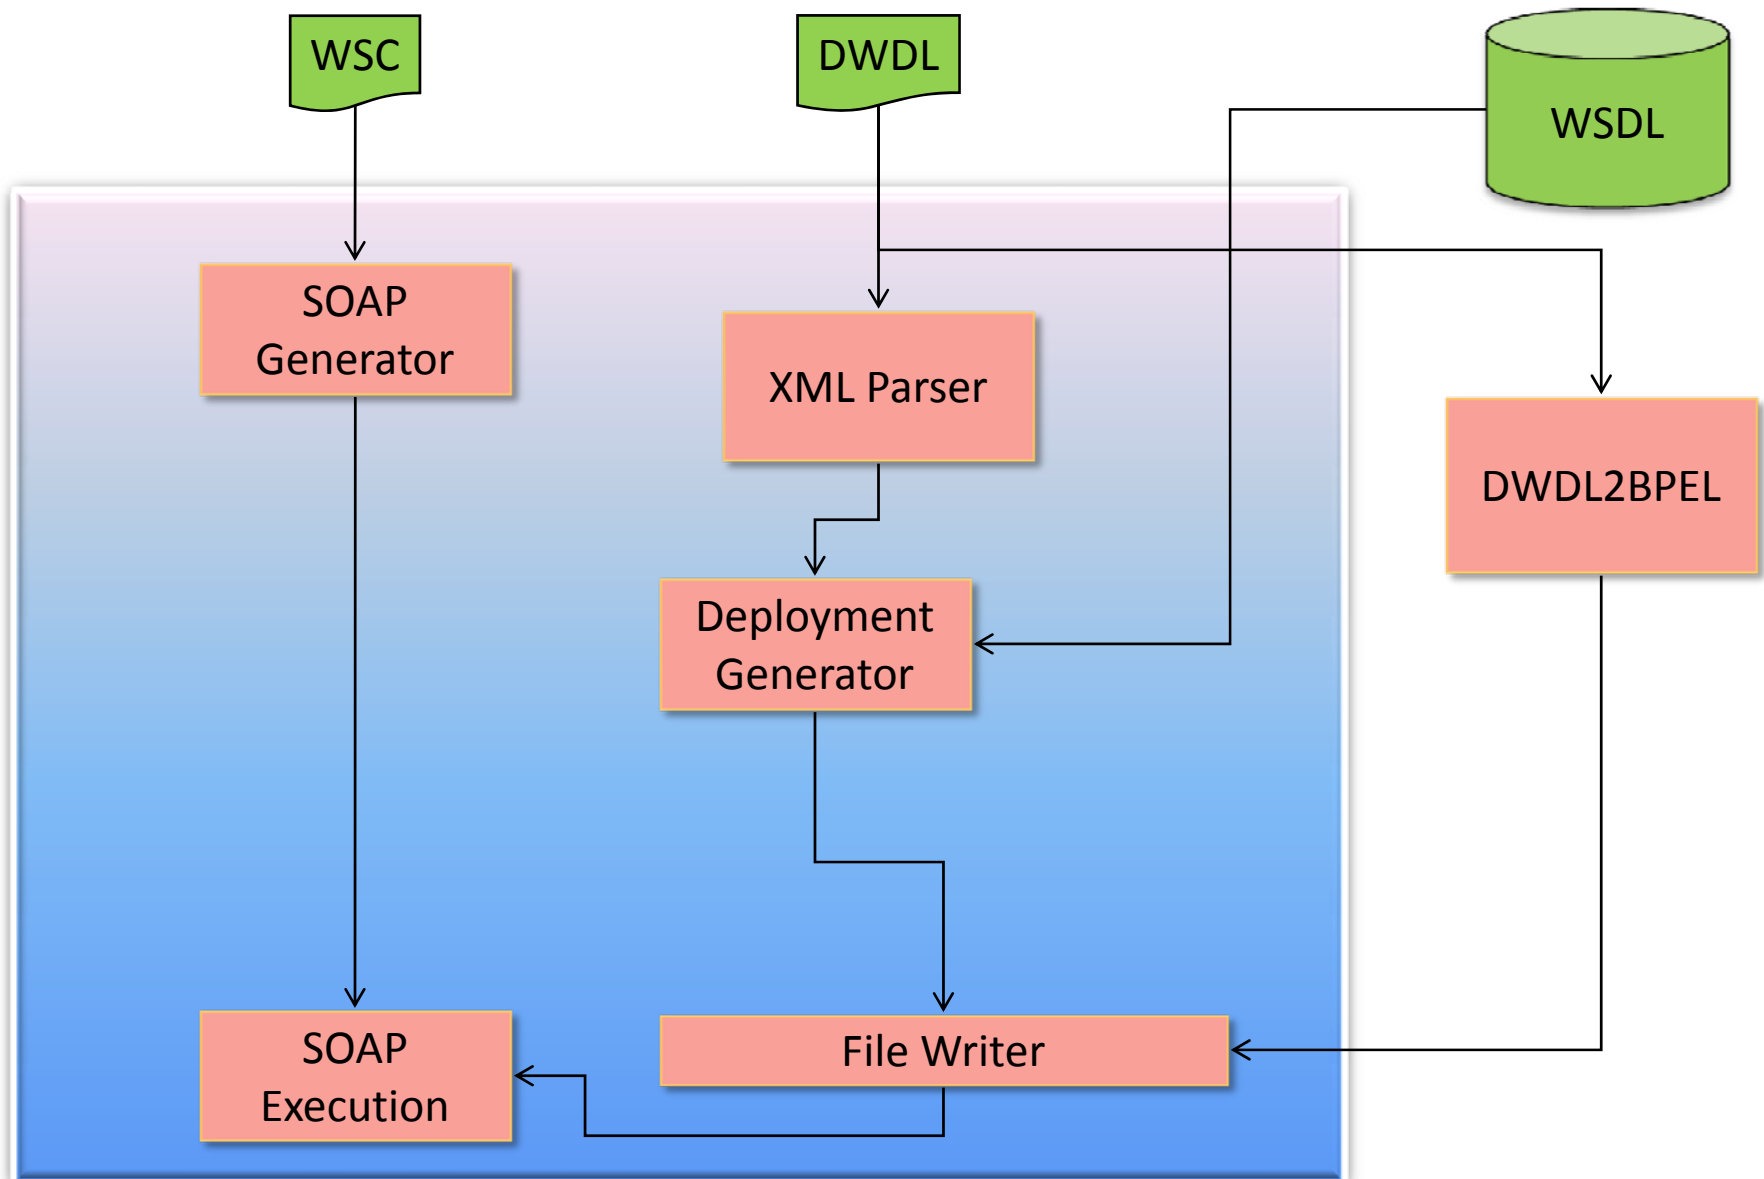 WSC
DWDL
WSDL
SOAP
Generator
XML Parser
DWDL2BPEL
Deployment
Generator
SOAP
Execution
File Writer